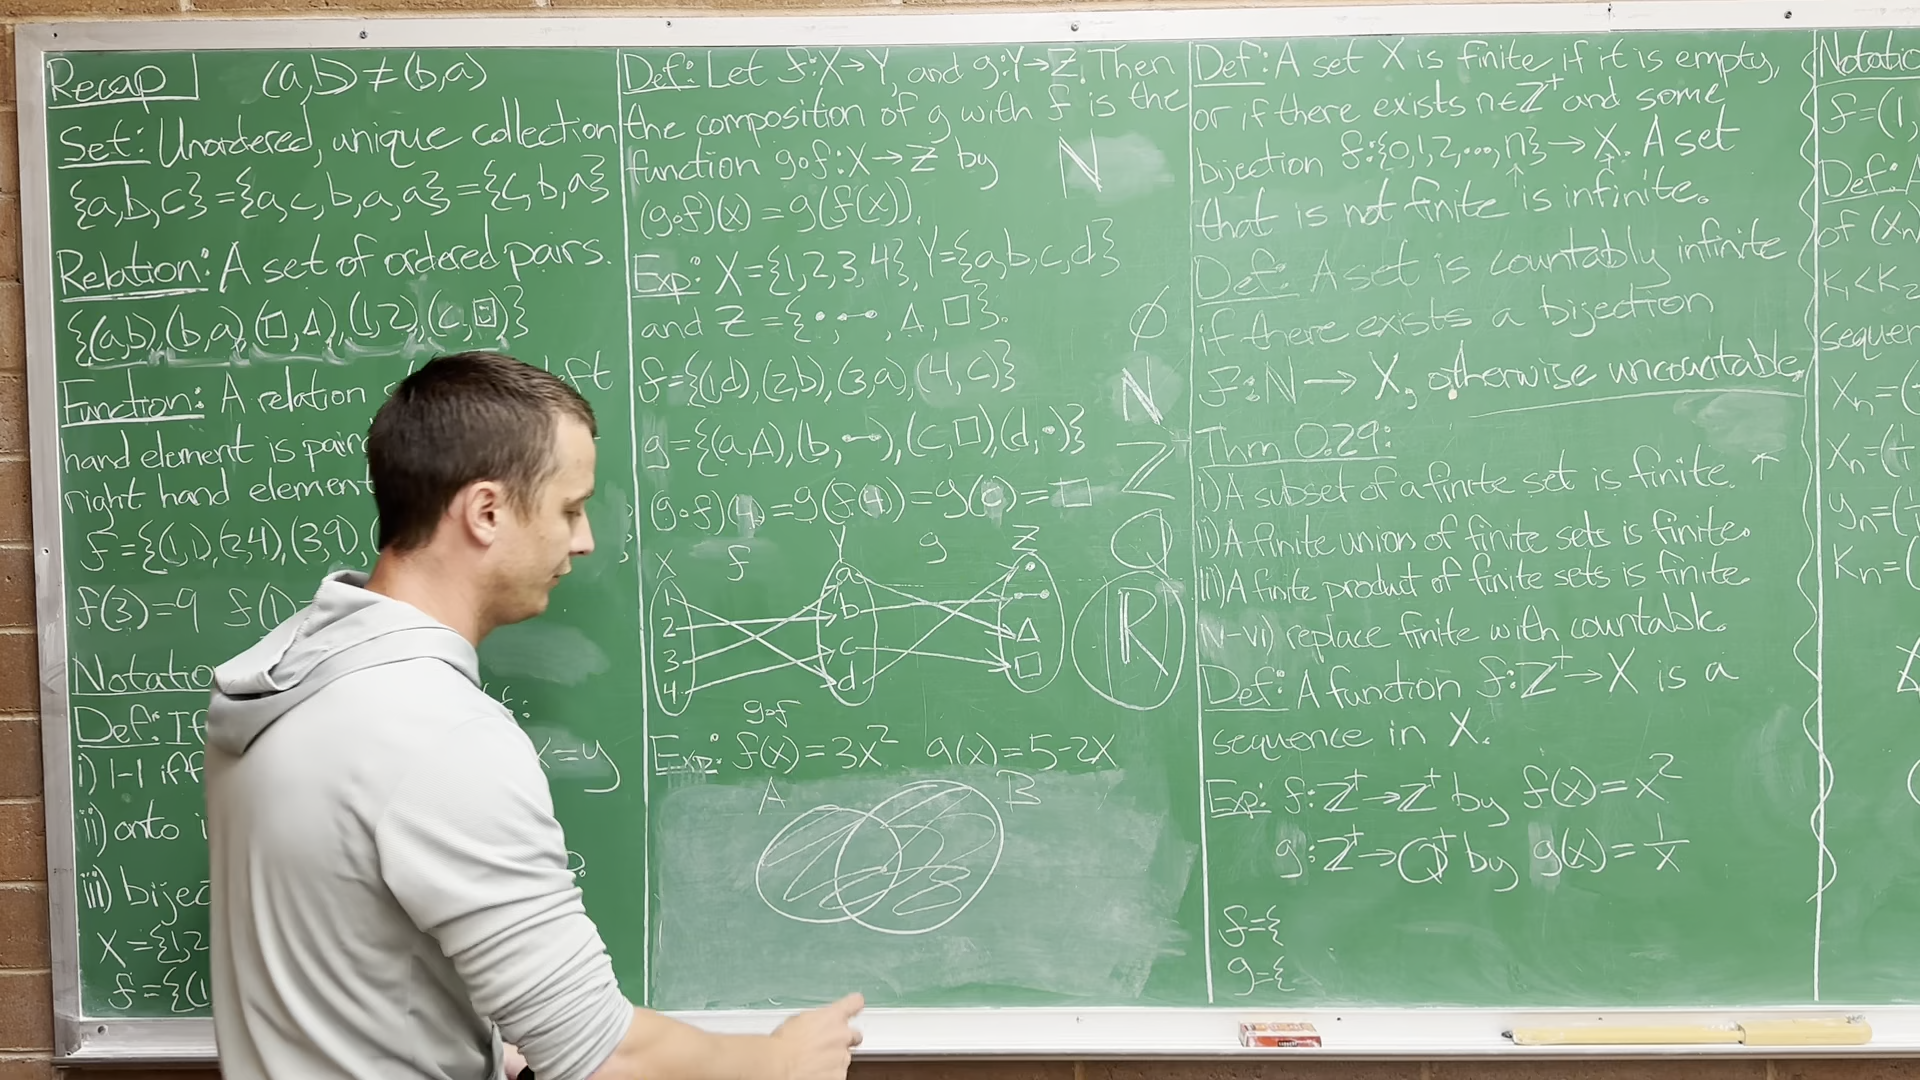 Recap (a,b) ≠ (b,a)
Set: Unordered, unique collection
{a,b,c} = {a,c,b,a,a} = {c,b,a}
Relation: A set of ordered pairs.
{(a,b),(b,a),(□,Δ),(1,2),(c,⊡)}
Function: A relation
hand element is
right hand element
f={(1,1),(2,4),(3,9),
f(3)=9 f(1)=
Def: If
i) 1-1 iff x=y
ii) onto
iii)
X={1,2
f={(1
Def: Let f:X→Y, and g:Y→Z. Then
the composition of g with f is the
function g∘f:X→Z by ℕ
(g∘f)(x) = g(f(x)).
Exp: X={1,2,3,4}, Y={a,b,c,d}
and Z={•, •–•, Δ, □}. ∅
f={(1,d),(2,b),(3,a),(4,c)} ℕ
g={(a,Δ),(b,•–•),(c,□)(d,•)} ℤ
(g∘f)(4)=g(f(4))=g(c)=□
X f Y g Z ℚ
1 a •
2 b •–• ℝ
3 c Δ
4 d □
g∘f
Exp: f(x)=3x² g(x)=5-2x
A B
Def: A set X is finite if it is empty,
or if there exists n∈ℤ⁺ and some
bijection f:{0,1,2,...,n}→X. A set
that is not finite is infinite.
Def: A set is countably infinite
if there exists a bijection
f:ℕ→X, otherwise uncountable
Thm 0.29:
i) A subset of a finite set is finite.
ii) A finite union of finite sets is finite.
iii) A finite product of finite sets is finite.
iv-vi) replace finite with countable.
Def: A function f:ℤ⁺→X is a
sequence in X.
Exp: f:ℤ⁺→ℤ⁺ by f(x)=x²
g:ℤ⁺→ℚ⁺ by g(x)=1/x
f={
g={
f=(1,
Def: A
of (xₙ
k₁<k₂
xₙ=(
xₙ=(1
yₙ=(1
kₙ=(